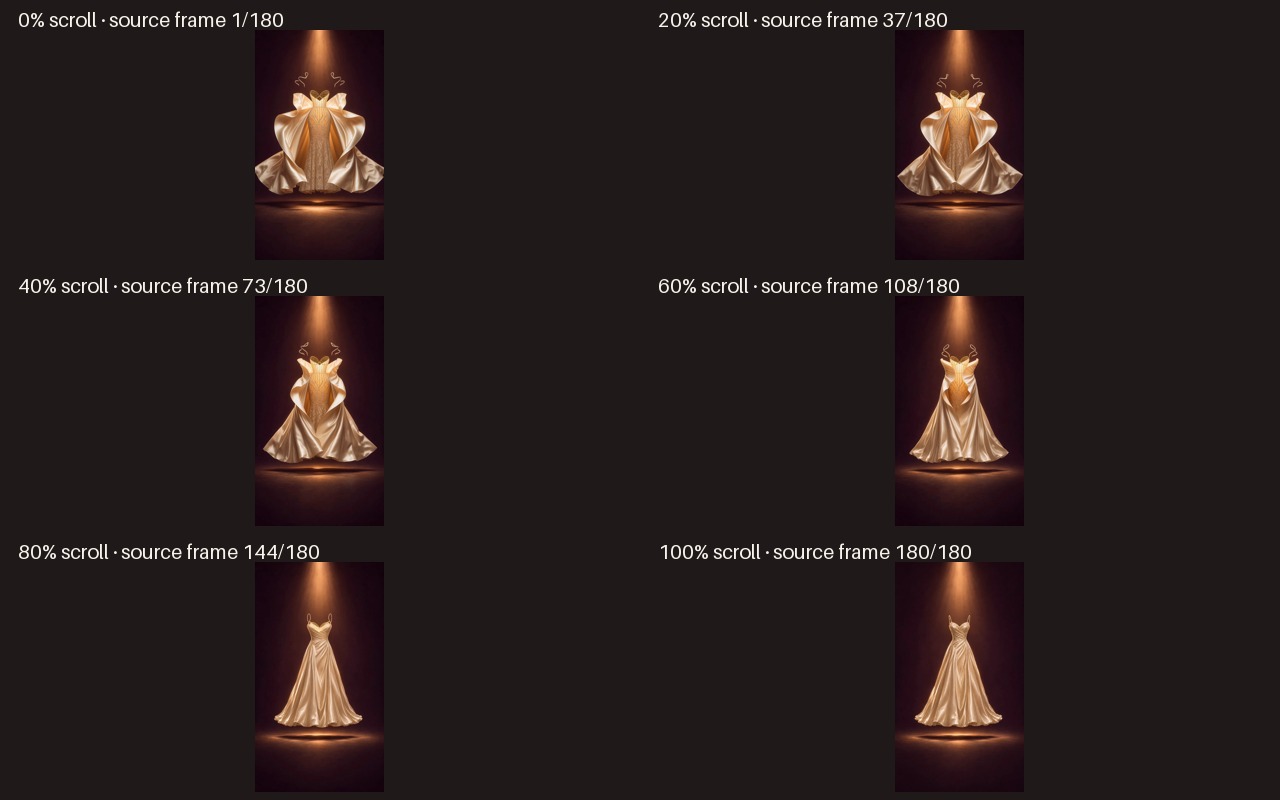 0% scroll · source frame 1/180
20% scroll · source frame 37/180
40% scroll · source frame 73/180
60% scroll · source frame 108/180
80% scroll · source frame 144/180
100% scroll · source frame 180/180